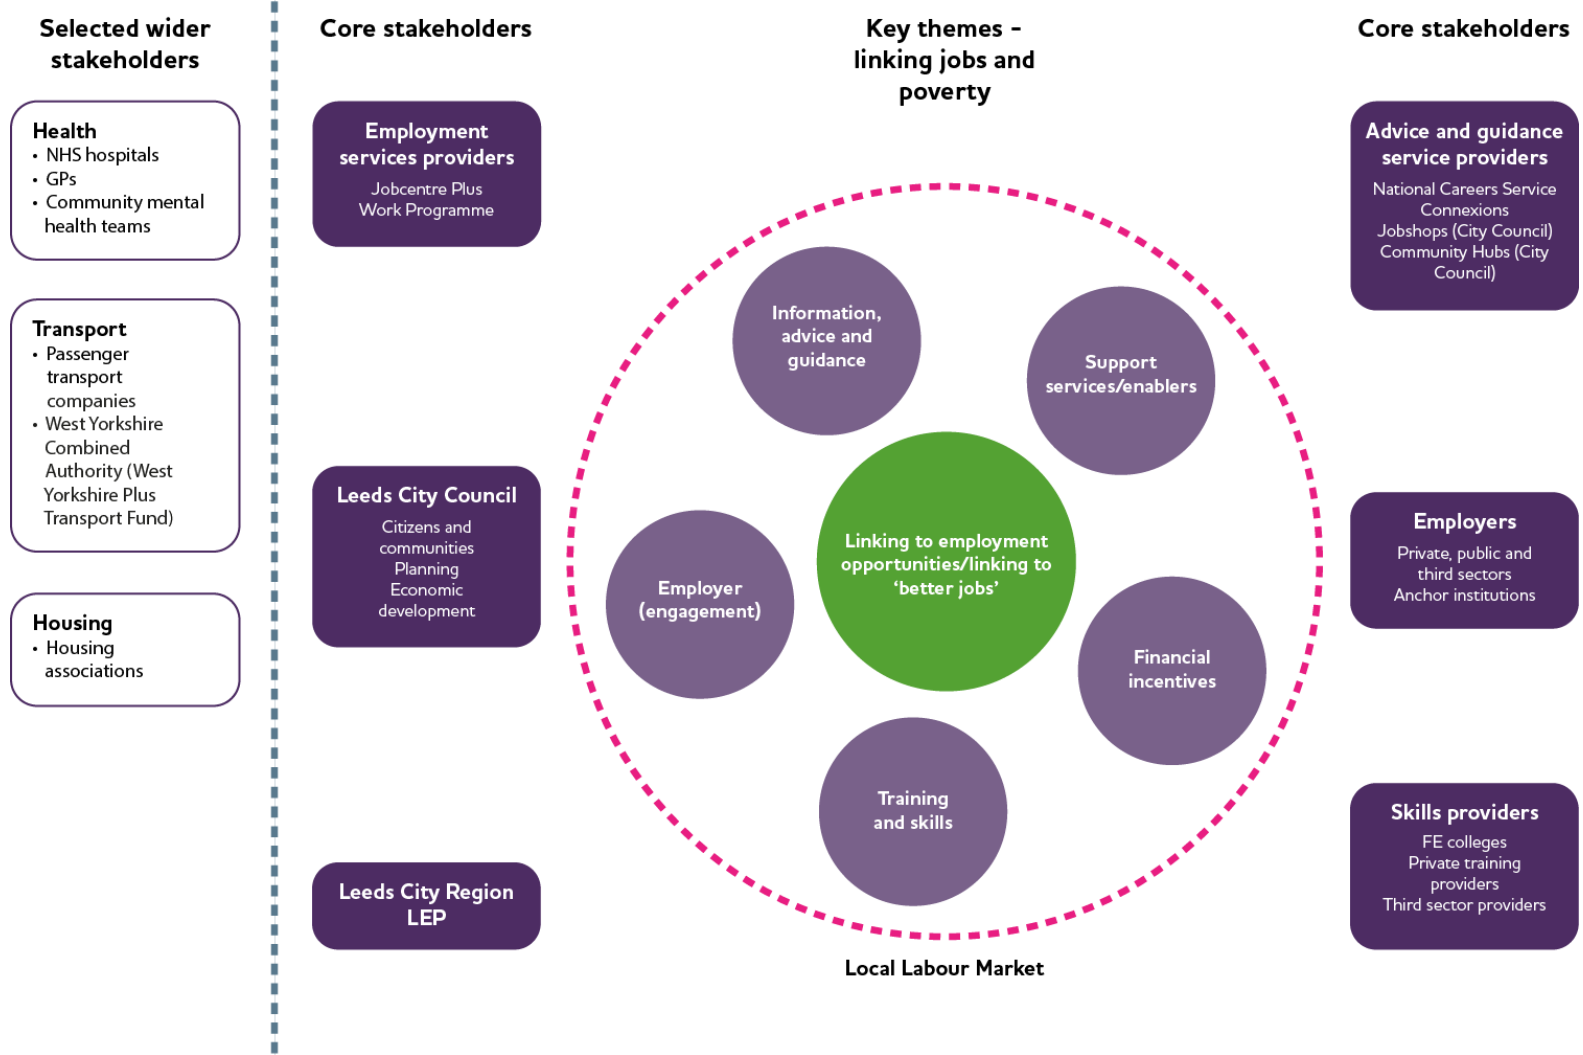 Selected wider
stakeholders
Health
• NHS hospitals
• GPs
• Community mental
health teams
Transport
• Passenger
transport
companies
• West Yorkshire
Combined
Authority (West
Yorkshire Plus
Transport Fund)
Housing
• Housing
associations
Core stakeholders
Employment
services providers
Jobcentre Plus
Work Programme
Leeds City Council
Citizens and
communities
Planning
Economic
development
Leeds City Region
LEP
Key themes –
linking jobs and
poverty
Information,
advice and
guidance
Support
services/enablers
Linking to employment
opportunities/linking to
‘better jobs’
Employer
(engagement)
Financial
incentives
Training
and skills
Local Labour Market
Core stakeholders
Advice and guidance
service providers
National Careers Service
Connexions
Jobshops (City Council)
Community Hubs (City
Council)
Employers
Private, public and
third sectors
Anchor institutions
Skills providers
FE colleges
Private training
providers
Third sector providers